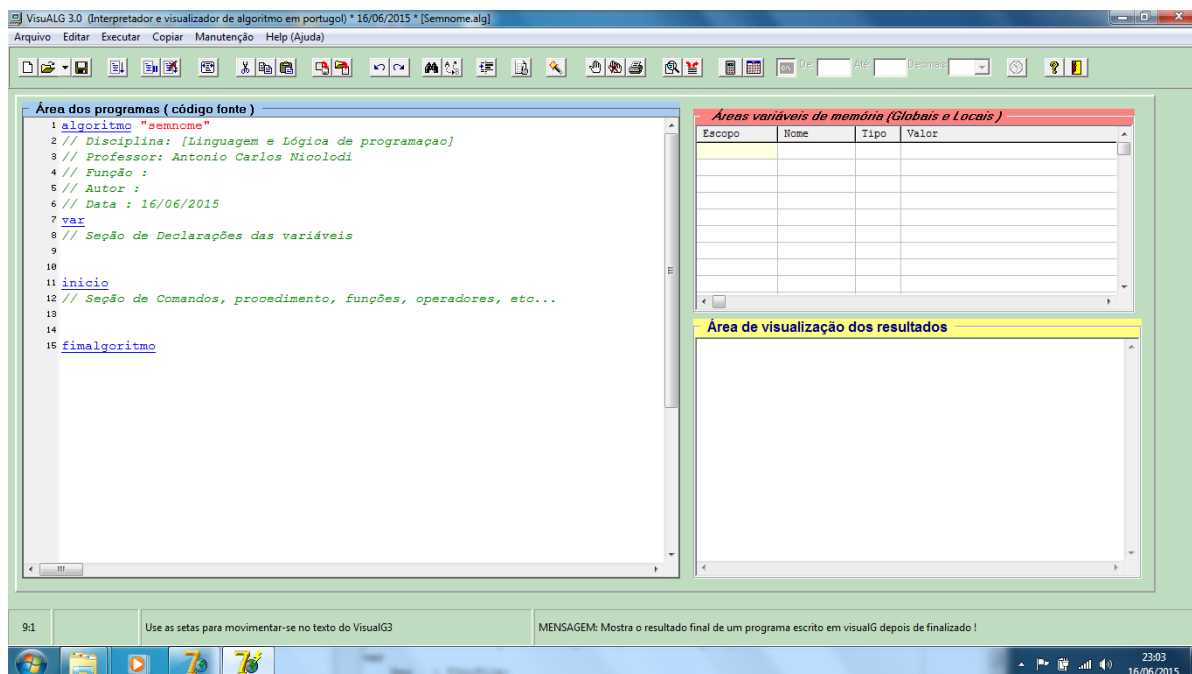 VisuALG 3.0 (Interpretador e visualizador de algoritmo em portugol) * 16/06/2015 * [Semnome.alg]
Arquivo Editar Executar Copiar Manutenção Help (Ajuda)
on De: Até: Decimais
Área dos programas ( código fonte )
1 algoritmo "semnome"
2 // Disciplina: [Linguagem e Lógica de programaçao]
3 // Professor: Antonio Carlos Nicolodi
4 // Função :
5 // Autor :
6 // Data : 16/06/2015
7 var
8 // Seção de Declarações das variáveis
9
10
11 inicio
12 // Seção de Comandos, procedimento, funções, operadores, etc...
13
14
15 fimalgoritmo
Áreas variáveis de memória (Globais e Locais )
Escopo Nome Tipo Valor
Área de visualização dos resultados
9:1 Use as setas para movimentar-se no texto do VisualG3 MENSAGEM: Mostra o resultado final de um programa escrito em visualG depois de finalizado !
23:03
16/06/2015